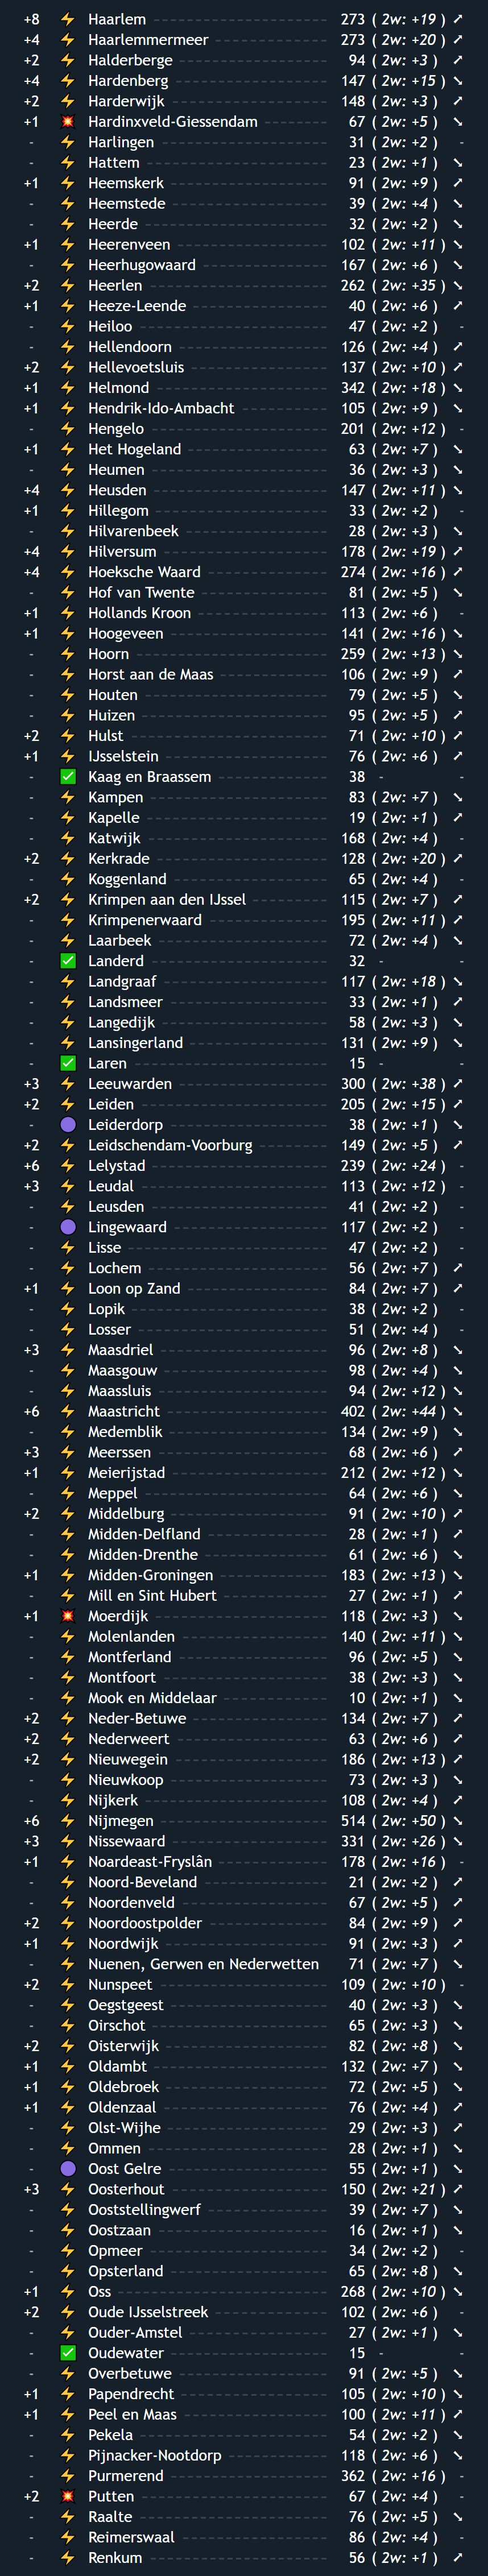 +8 ⚡ Haarlem 273 ( 2w: +19 ) ↗
+4 ⚡ Haarlemmermeer 273 ( 2w: +20 ) ↗
+2 ⚡ Halderberge 94 ( 2w: +3 ) ↗
+4 ⚡ Hardenberg 147 ( 2w: +15 ) ↘
+2 ⚡ Harderwijk 148 ( 2w: +3 ) ↗
+1 💥 Hardinxveld-Giessendam 67 ( 2w: +5 ) ↘
- ⚡ Harlingen 31 ( 2w: +2 ) -
- ⚡ Hattem 23 ( 2w: +1 ) ↘
+1 ⚡ Heemskerk 91 ( 2w: +9 ) ↗
- ⚡ Heemstede 39 ( 2w: +4 ) ↘
- ⚡ Heerde 32 ( 2w: +2 ) ↘
+1 ⚡ Heerenveen 102 ( 2w: +11 ) ↘
- ⚡ Heerhugowaard 167 ( 2w: +6 ) ↘
+2 ⚡ Heerlen 262 ( 2w: +35 ) ↘
+1 ⚡ Heeze-Leende 40 ( 2w: +6 ) ↗
- ⚡ Heiloo 47 ( 2w: +2 ) -
- ⚡ Hellendoorn 126 ( 2w: +4 ) ↗
+2 ⚡ Hellevoetsluis 137 ( 2w: +10 ) ↗
+1 ⚡ Helmond 342 ( 2w: +18 ) ↘
+1 ⚡ Hendrik-Ido-Ambacht 105 ( 2w: +9 ) ↘
- ⚡ Hengelo 201 ( 2w: +12 ) -
+1 ⚡ Het Hogeland 63 ( 2w: +7 ) ↘
- ⚡ Heumen 36 ( 2w: +3 ) ↘
+4 ⚡ Heusden 147 ( 2w: +11 ) ↘
+1 ⚡ Hillegom 33 ( 2w: +2 ) -
- ⚡ Hilvarenbeek 28 ( 2w: +3 ) ↘
+4 ⚡ Hilversum 178 ( 2w: +19 ) ↗
+4 ⚡ Hoeksche Waard 274 ( 2w: +16 ) ↗
- ⚡ Hof van Twente 81 ( 2w: +5 ) ↘
+1 ⚡ Hollands Kroon 113 ( 2w: +6 ) -
+1 ⚡ Hoogeveen 141 ( 2w: +16 ) ↘
- ⚡ Hoorn 259 ( 2w: +13 ) ↘
- ⚡ Horst aan de Maas 106 ( 2w: +9 ) ↗
- ⚡ Houten 79 ( 2w: +5 ) ↘
- ⚡ Huizen 95 ( 2w: +5 ) ↗
+2 ⚡ Hulst 71 ( 2w: +10 ) ↗
+1 ⚡ IJsselstein 76 ( 2w: +6 ) ↗
- ✅ Kaag en Braassem 38 - -
- ⚡ Kampen 83 ( 2w: +7 ) ↘
- ⚡ Kapelle 19 ( 2w: +1 ) ↗
- ⚡ Katwijk 168 ( 2w: +4 ) -
+2 ⚡ Kerkrade 128 ( 2w: +20 ) ↗
- ⚡ Koggenland 65 ( 2w: +4 ) -
+2 ⚡ Krimpen aan den IJssel 115 ( 2w: +7 ) ↗
- ⚡ Krimpenerwaard 195 ( 2w: +11 ) ↗
- ⚡ Laarbeek 72 ( 2w: +4 ) ↘
- ✅ Landerd 32 - -
- ⚡ Landgraaf 117 ( 2w: +18 ) ↘
- ⚡ Landsmeer 33 ( 2w: +1 ) ↗
- ⚡ Langedijk 58 ( 2w: +3 ) ↘
- ⚡ Lansingerland 131 ( 2w: +9 ) ↘
- ✅ Laren 15 - -
+3 ⚡ Leeuwarden 300 ( 2w: +38 ) ↗
+2 ⚡ Leiden 205 ( 2w: +15 ) ↗
- 🟣 Leiderdorp 38 ( 2w: +1 ) ↘
+2 ⚡ Leidschendam-Voorburg 149 ( 2w: +5 ) ↗
+6 ⚡ Lelystad 239 ( 2w: +24 ) -
+3 ⚡ Leudal 113 ( 2w: +12 ) -
- ⚡ Leusden 41 ( 2w: +2 ) -
- 🟣 Lingewaard 117 ( 2w: +2 ) -
- ⚡ Lisse 47 ( 2w: +2 ) -
- ⚡ Lochem 56 ( 2w: +7 ) ↗
+1 ⚡ Loon op Zand 84 ( 2w: +7 ) ↗
- ⚡ Lopik 38 ( 2w: +2 ) -
- ⚡ Losser 51 ( 2w: +4 ) -
+3 ⚡ Maasdriel 96 ( 2w: +8 ) ↘
- ⚡ Maasgouw 98 ( 2w: +4 ) ↘
- ⚡ Maassluis 94 ( 2w: +12 ) ↘
+6 ⚡ Maastricht 402 ( 2w: +44 ) ↘
- ⚡ Medemblik 134 ( 2w: +9 ) ↘
+3 ⚡ Meerssen 68 ( 2w: +6 ) ↗
+1 ⚡ Meierijstad 212 ( 2w: +12 ) ↘
- ⚡ Meppel 64 ( 2w: +6 ) ↘
+2 ⚡ Middelburg 91 ( 2w: +10 ) ↗
- ⚡ Midden-Delfland 28 ( 2w: +1 ) ↗
- ⚡ Midden-Drenthe 61 ( 2w: +6 ) ↘
+1 ⚡ Midden-Groningen 183 ( 2w: +13 ) ↘
- ⚡ Mill en Sint Hubert 27 ( 2w: +1 ) ↗
+1 💥 Moerdijk 118 ( 2w: +3 ) ↘
- ⚡ Molenlanden 140 ( 2w: +11 ) ↘
- ⚡ Montferland 96 ( 2w: +5 ) ↘
- ⚡ Montfoort 38 ( 2w: +3 ) ↘
- ⚡ Mook en Middelaar 10 ( 2w: +1 ) ↘
+2 ⚡ Neder-Betuwe 134 ( 2w: +7 ) ↗
+2 ⚡ Nederweert 63 ( 2w: +6 ) ↗
+2 ⚡ Nieuwegein 186 ( 2w: +13 ) ↗
- ⚡ Nieuwkoop 73 ( 2w: +3 ) ↘
- ⚡ Nijkerk 108 ( 2w: +4 ) ↗
+6 ⚡ Nijmegen 514 ( 2w: +50 ) ↘
+3 ⚡ Nissewaard 331 ( 2w: +26 ) ↘
+1 ⚡ Noardeast-Fryslân 178 ( 2w: +16 ) -
- ⚡ Noord-Beveland 21 ( 2w: +2 ) ↗
- ⚡ Noordenveld 67 ( 2w: +5 ) ↗
+2 ⚡ Noordoostpolder 84 ( 2w: +9 ) ↗
+1 ⚡ Noordwijk 91 ( 2w: +3 ) ↗
- ⚡ Nuenen, Gerwen en Nederwetten 71 ( 2w: +7 ) ↘
+2 ⚡ Nunspeet 109 ( 2w: +10 ) -
- ⚡ Oegstgeest 40 ( 2w: +3 ) ↘
- ⚡ Oirschot 65 ( 2w: +3 ) ↘
+2 ⚡ Oisterwijk 82 ( 2w: +8 ) ↘
+1 ⚡ Oldambt 132 ( 2w: +7 ) ↘
+1 ⚡ Oldebroek 72 ( 2w: +5 ) ↘
+1 ⚡ Oldenzaal 76 ( 2w: +4 ) ↗
- ⚡ Olst-Wijhe 29 ( 2w: +3 ) ↗
- ⚡ Ommen 28 ( 2w: +1 ) ↘
- 🟣 Oost Gelre 55 ( 2w: +1 ) ↘
+3 ⚡ Oosterhout 150 ( 2w: +21 ) ↗
- ⚡ Ooststellingwerf 39 ( 2w: +7 ) ↘
- ⚡ Oostzaan 16 ( 2w: +1 ) ↘
- ⚡ Opmeer 34 ( 2w: +2 ) -
- ⚡ Opsterland 65 ( 2w: +8 ) ↘
+1 ⚡ Oss 268 ( 2w: +10 ) ↘
+2 ⚡ Oude IJsselstreek 102 ( 2w: +6 ) -
- ⚡ Ouder-Amstel 27 ( 2w: +1 ) ↘
- ✅ Oudewater 15 - -
- ⚡ Overbetuwe 91 ( 2w: +5 ) ↘
+1 ⚡ Papendrecht 105 ( 2w: +10 ) ↘
+1 ⚡ Peel en Maas 100 ( 2w: +11 ) ↗
- ⚡ Pekela 54 ( 2w: +2 ) ↘
- ⚡ Pijnacker-Nootdorp 118 ( 2w: +6 ) ↘
- ⚡ Purmerend 362 ( 2w: +16 ) -
+2 💥 Putten 67 ( 2w: +4 ) -
- ⚡ Raalte 76 ( 2w: +5 ) ↘
- ⚡ Reimerswaal 86 ( 2w: +4 ) -
- ⚡ Renkum 56 ( 2w: +1 ) ↗